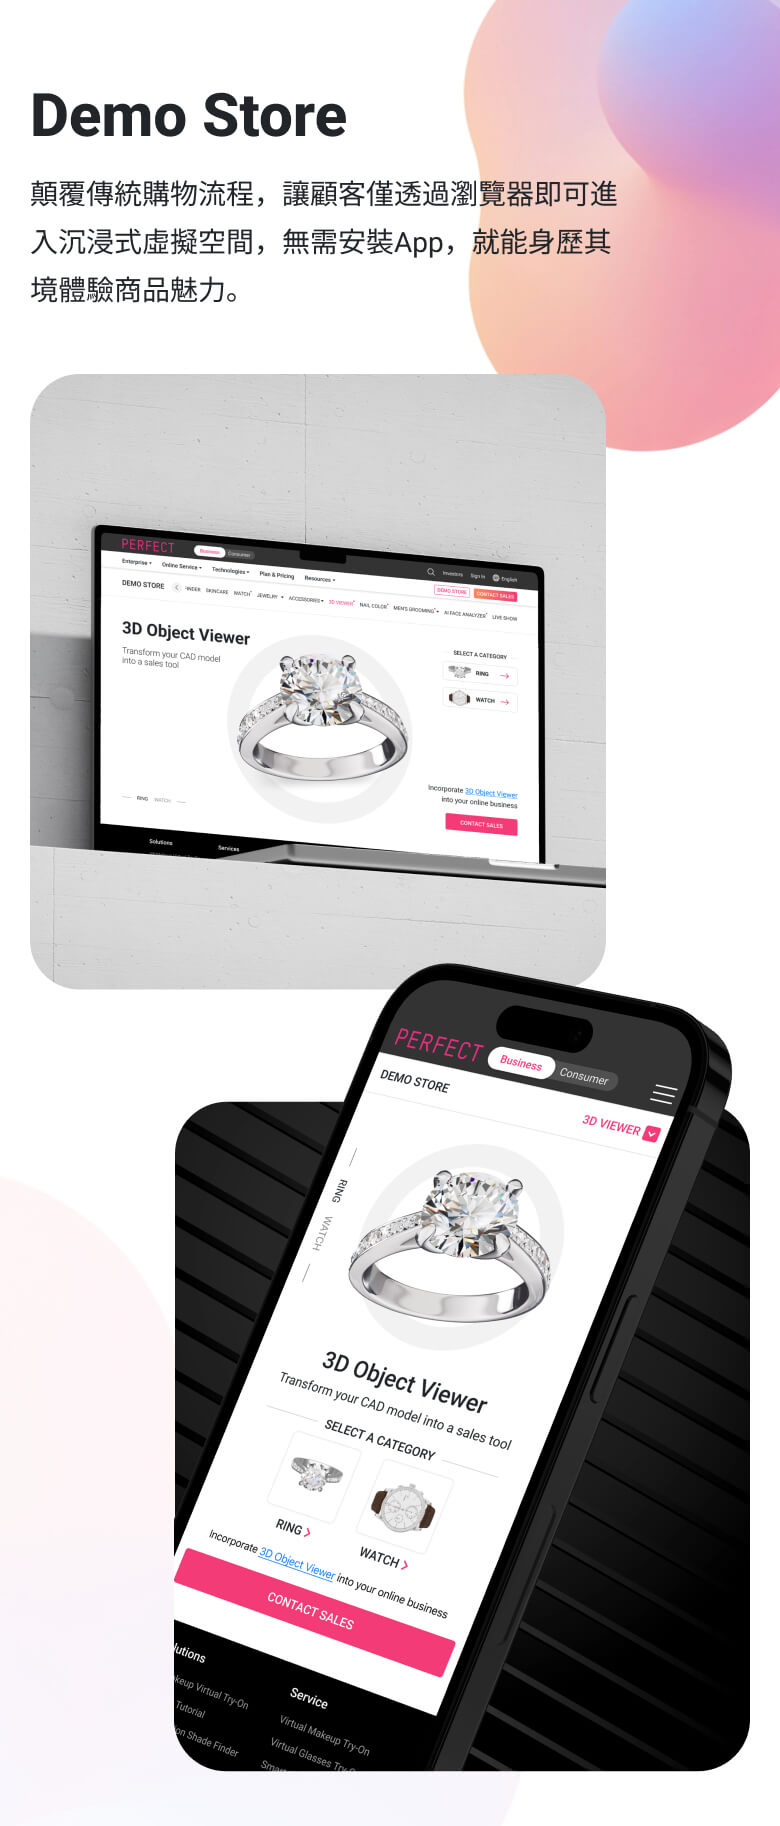 Demo Store
顛覆傳統購物流程，讓顧客僅透過瀏覽器即可進
入沉浸式虛擬空間，無需安裝App，就能身歷其
境體驗商品魅力。
PERFECT
Business
Consumer
Investors
Sign In
English
Enterprise
Online Service
Technologies
Plan & Pricing
Resources
DEMO STORE
CONTACT SALES
DEMO STORE
SKINCARE
WATCH
JEWELRY
ACCESSORIES
3D VIEWER
NAIL COLOR
MEN'S GROOMING
AI FACE ANALYZER
LIVE SHOW
3D Object Viewer
Transform your CAD model
into a sales tool
SELECT A CATEGORY
RING
WATCH
RING
WATCH
Incorporate 3D Object Viewer
into your online business
CONTACT SALES
Solutions
Services
PERFECT
Business
Consumer
DEMO STORE
3D VIEWER
RING
WATCH
3D Object Viewer
Transform your CAD model into a sales tool
SELECT A CATEGORY
RING
WATCH
Incorporate 3D Object Viewer into your online business
CONTACT SALES
lutions
keup Virtual Try-On
Tutorial
on Shade Finder
Service
Virtual Makeup Try-On
Virtual Glasses Try-O
Smar